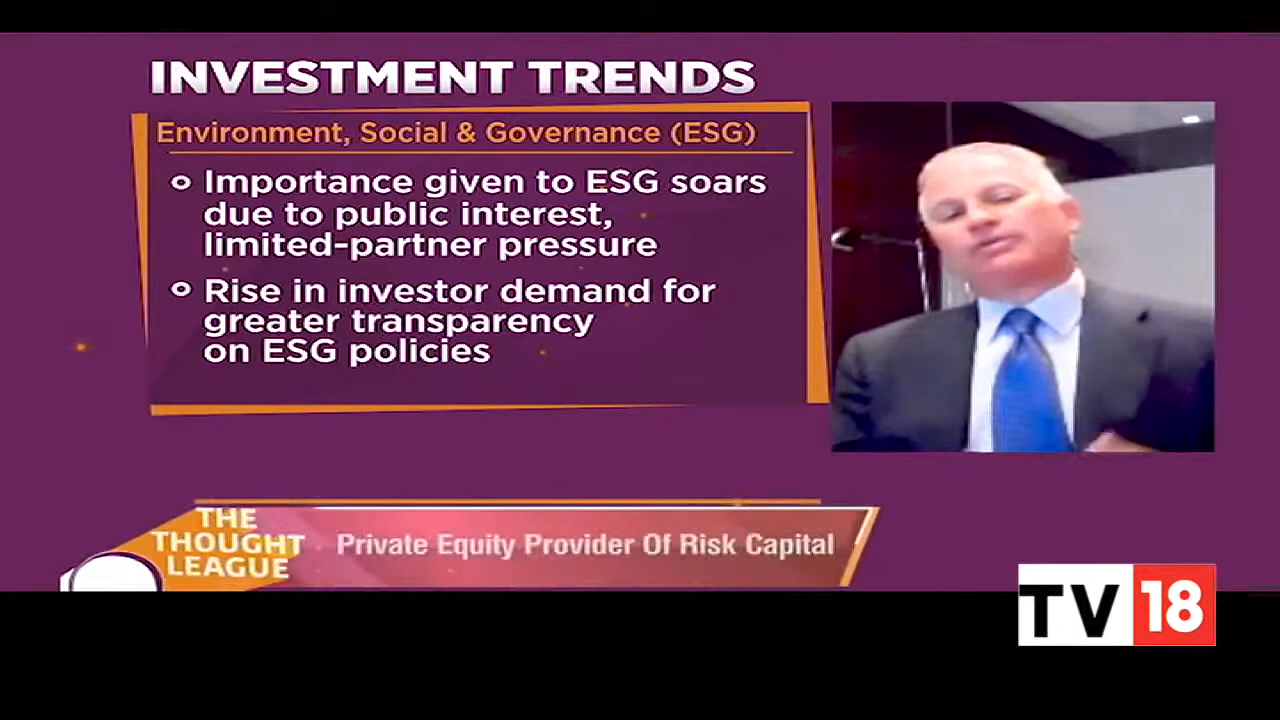 INVESTMENT TRENDS
Environment, Social & Governance (ESG)
Importance given to ESG soars
due to public interest,
limited-partner pressure
Rise in investor demand for
greater transparency
on ESG policies
THE
THOUGHT
LEAGUE
Private Equity Provider Of Risk Capital
TV18